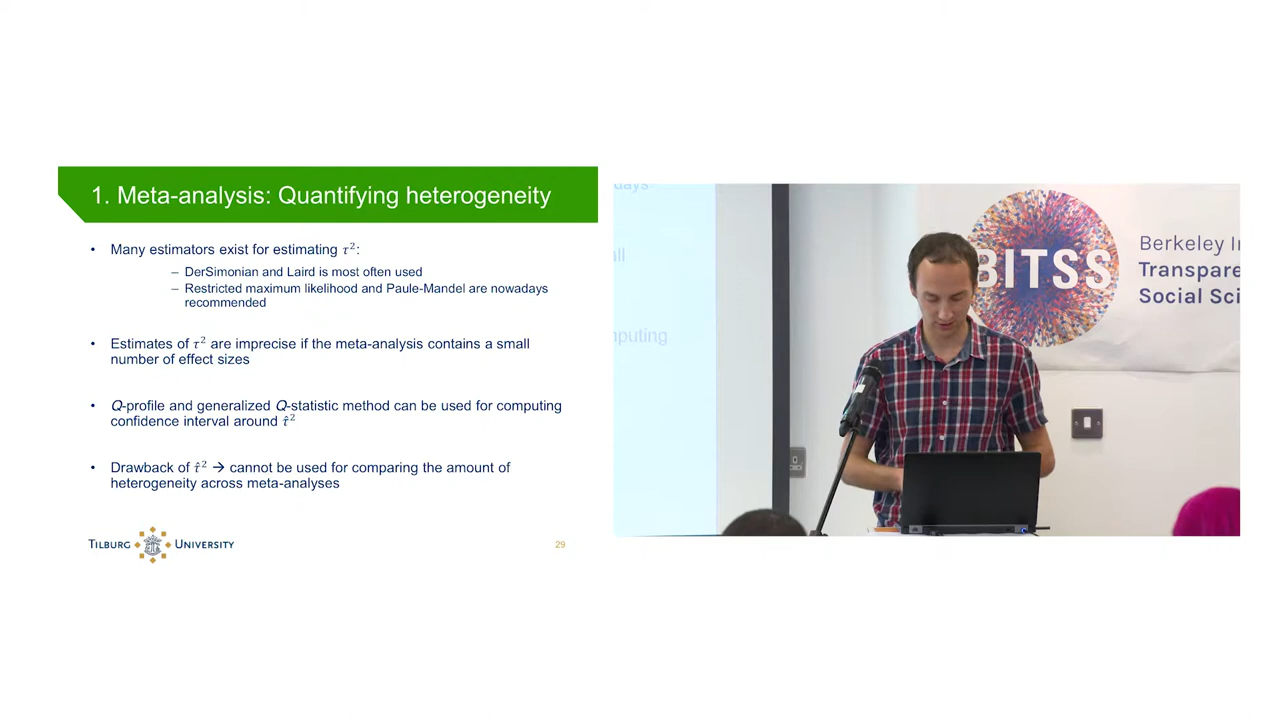 1. Meta-analysis: Quantifying heterogeneity
• Many estimators exist for estimating τ²:
– DerSimonian and Laird is most often used
– Restricted maximum likelihood and Paule-Mandel are nowadays
recommended
• Estimates of τ² are imprecise if the meta-analysis contains a small
number of effect sizes
• Q-profile and generalized Q-statistic method can be used for computing
confidence interval around τ̂²
• Drawback of τ̂² → cannot be used for comparing the amount of
heterogeneity across meta-analyses
TILBURG UNIVERSITY
29
days
all
puting
BITSS
Berkeley In
Transpare
Social Sci